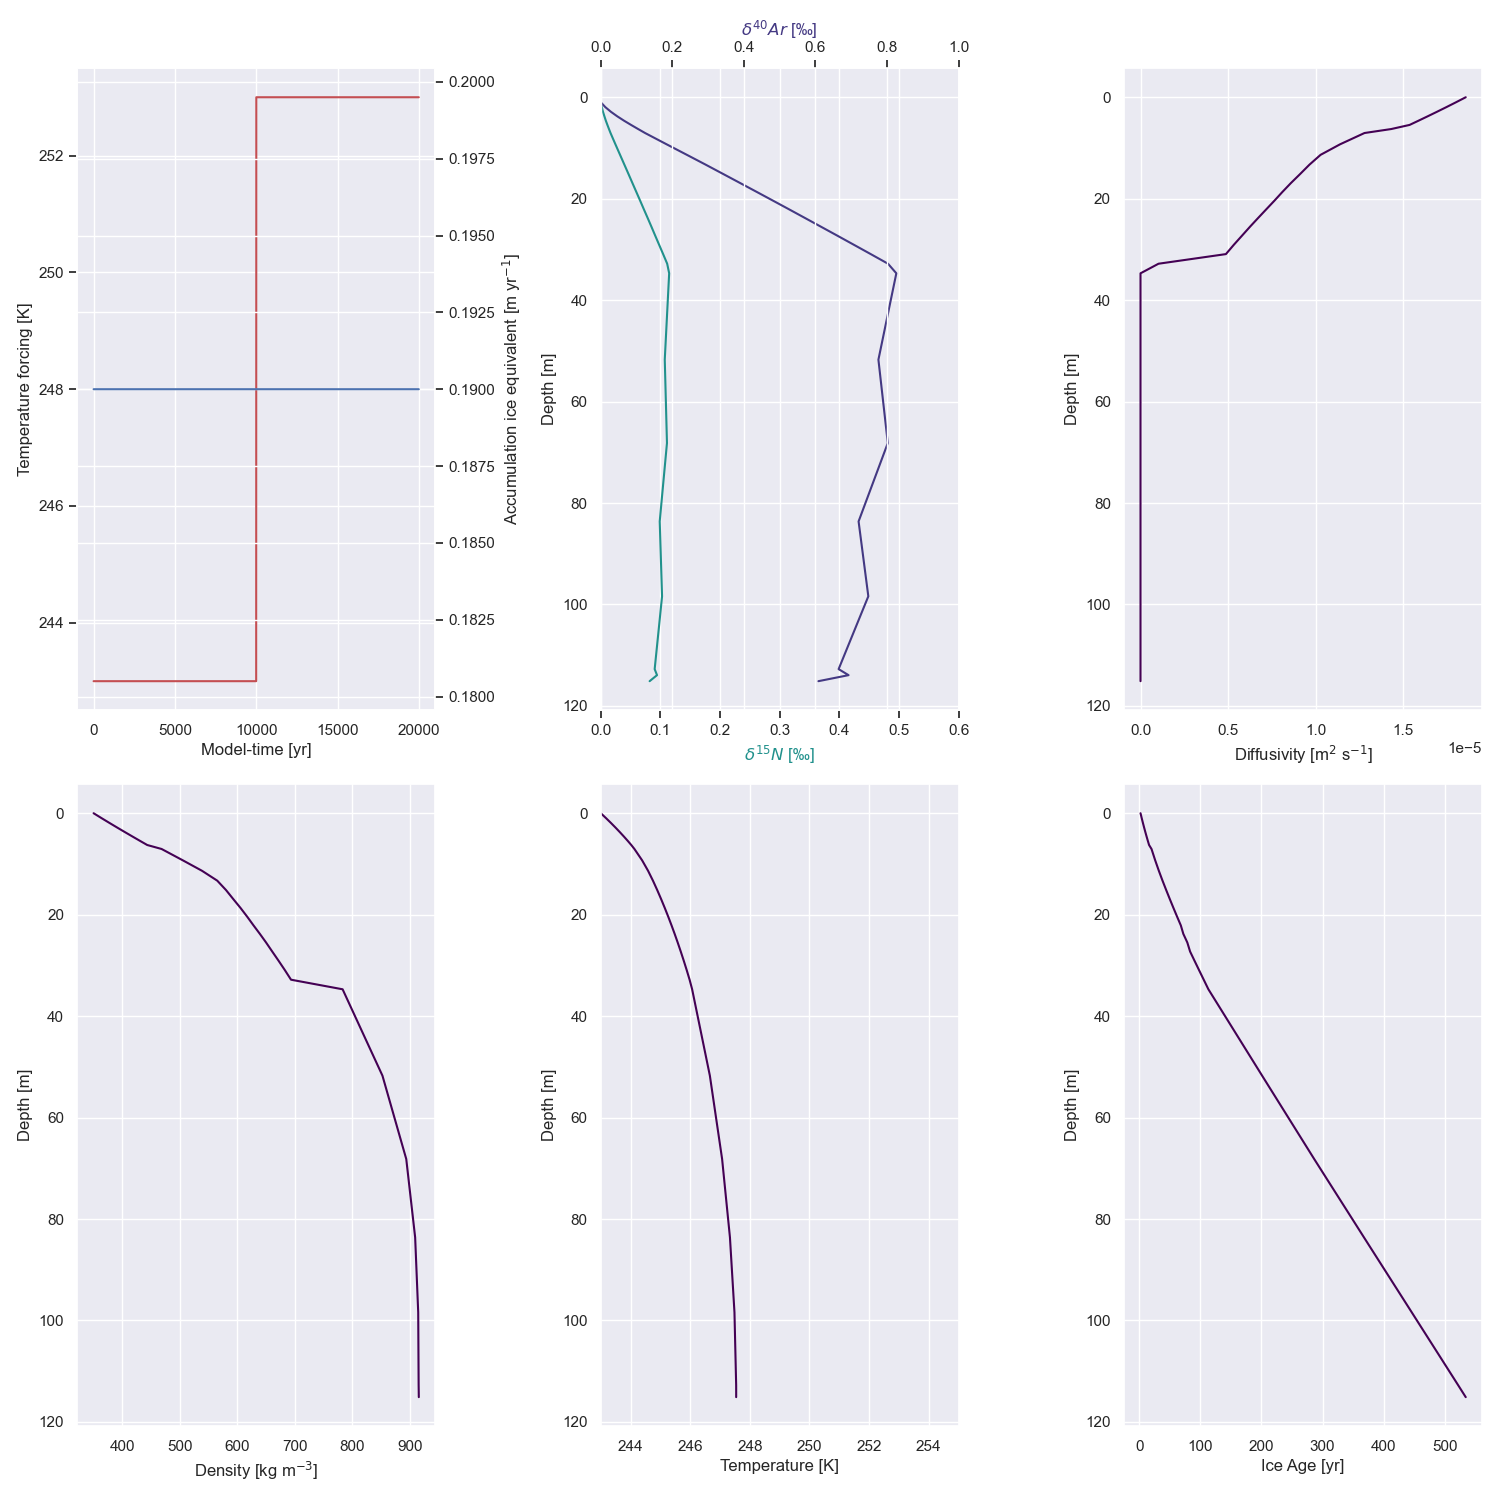 δ⁴⁰Ar [‰]
0.0 0.2 0.4 0.6 0.8 1.0
252
250
248
246
244
Temperature forcing [K]
0.2000
0.1975
0.1950
0.1925
0.1900
0.1875
0.1850
0.1825
0.1800
Accumulation ice equivalent [m yr⁻¹]
0 5000 10000 15000 20000
Model-time [yr]
0
20
40
60
80
100
120
Depth [m]
0.0 0.1 0.2 0.3 0.4 0.5 0.6
δ¹⁵N [‰]
0
20
40
60
80
100
120
Depth [m]
0.0 0.5 1.0 1.5
1e−5
Diffusivity [m² s⁻¹]
0
20
40
60
80
100
120
Depth [m]
400 500 600 700 800 900
Density [kg m⁻³]
0
20
40
60
80
100
120
Depth [m]
244 246 248 250 252 254
Temperature [K]
0
20
40
60
80
100
120
Depth [m]
0 100 200 300 400 500
Ice Age [yr]